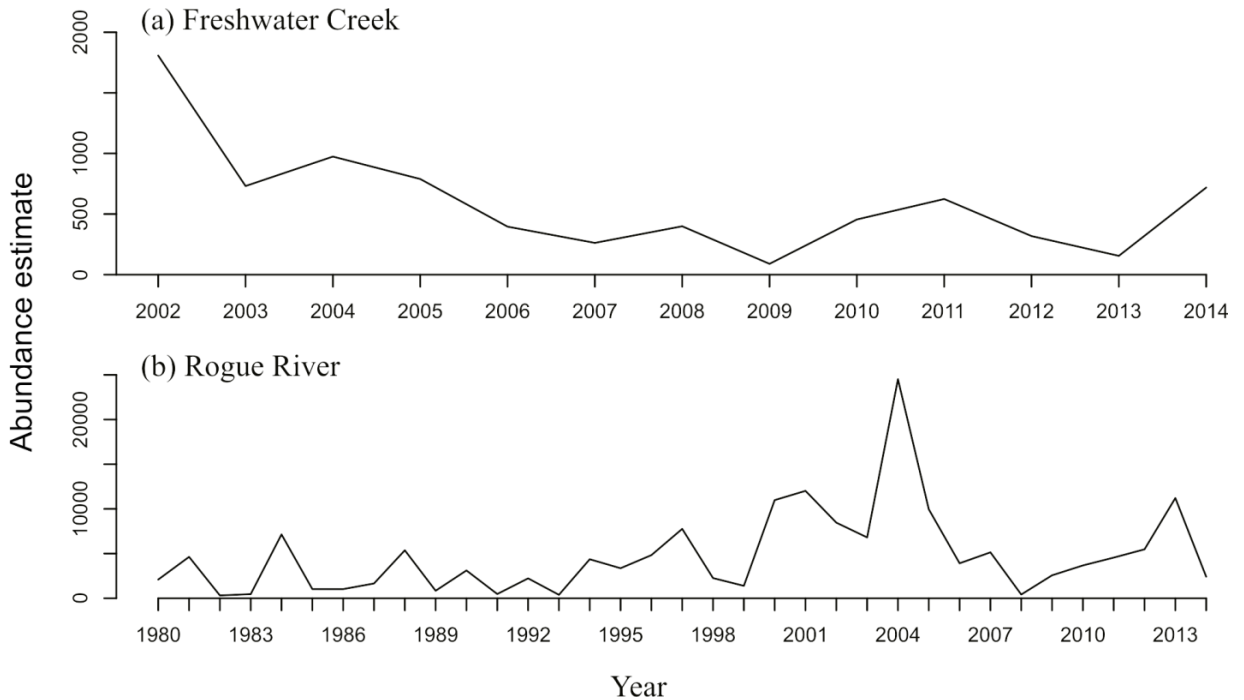 (a) Freshwater Creek
2000
1000
500
0
2002 2003 2004 2005 2006 2007 2008 2009 2010 2011 2012 2013 2014
Abundance estimate
(b) Rogue River
20000
10000
0
1980 1983 1986 1989 1992 1995 1998 2001 2004 2007 2010 2013
Year